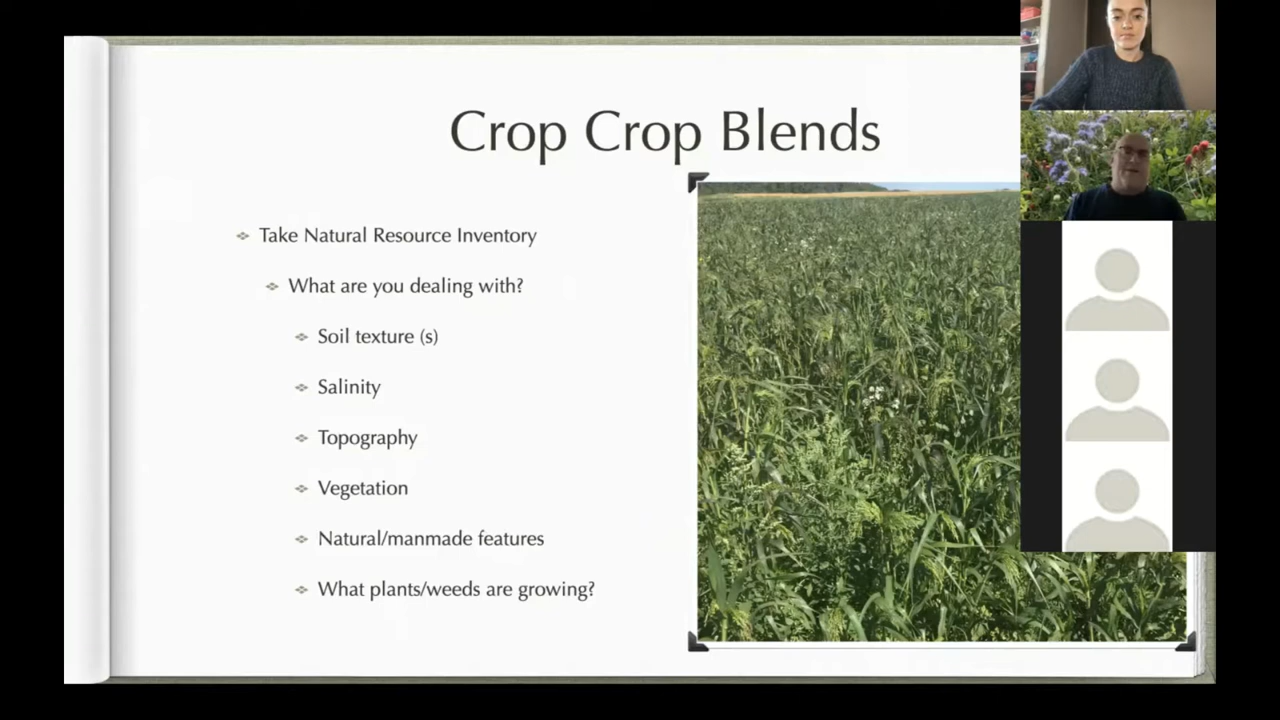 Crop Crop Blends
Take Natural Resource Inventory
What are you dealing with?
Soil texture (s)
Salinity
Topography
Vegetation
Natural/manmade features
What plants/weeds are growing?